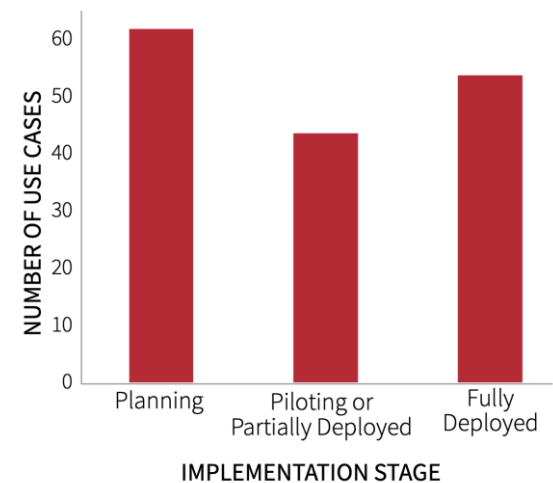 NUMBER OF USE CASES
60
50
40
30
20
10
0
Planning
Piloting or
Partially Deployed
Fully
Deployed
IMPLEMENTATION STAGE